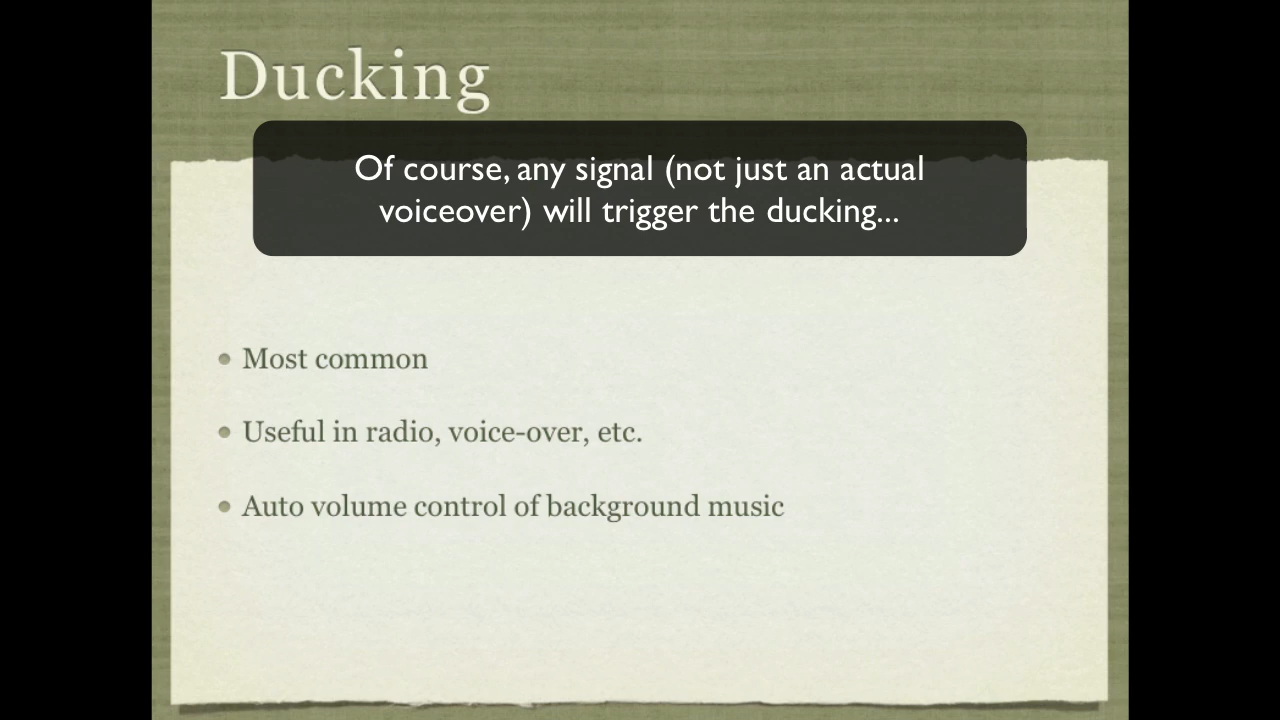 Ducking
Of course, any signal (not just an actual
voiceover) will trigger the ducking...
Most common
Useful in radio, voice-over, etc.
Auto volume control of background music